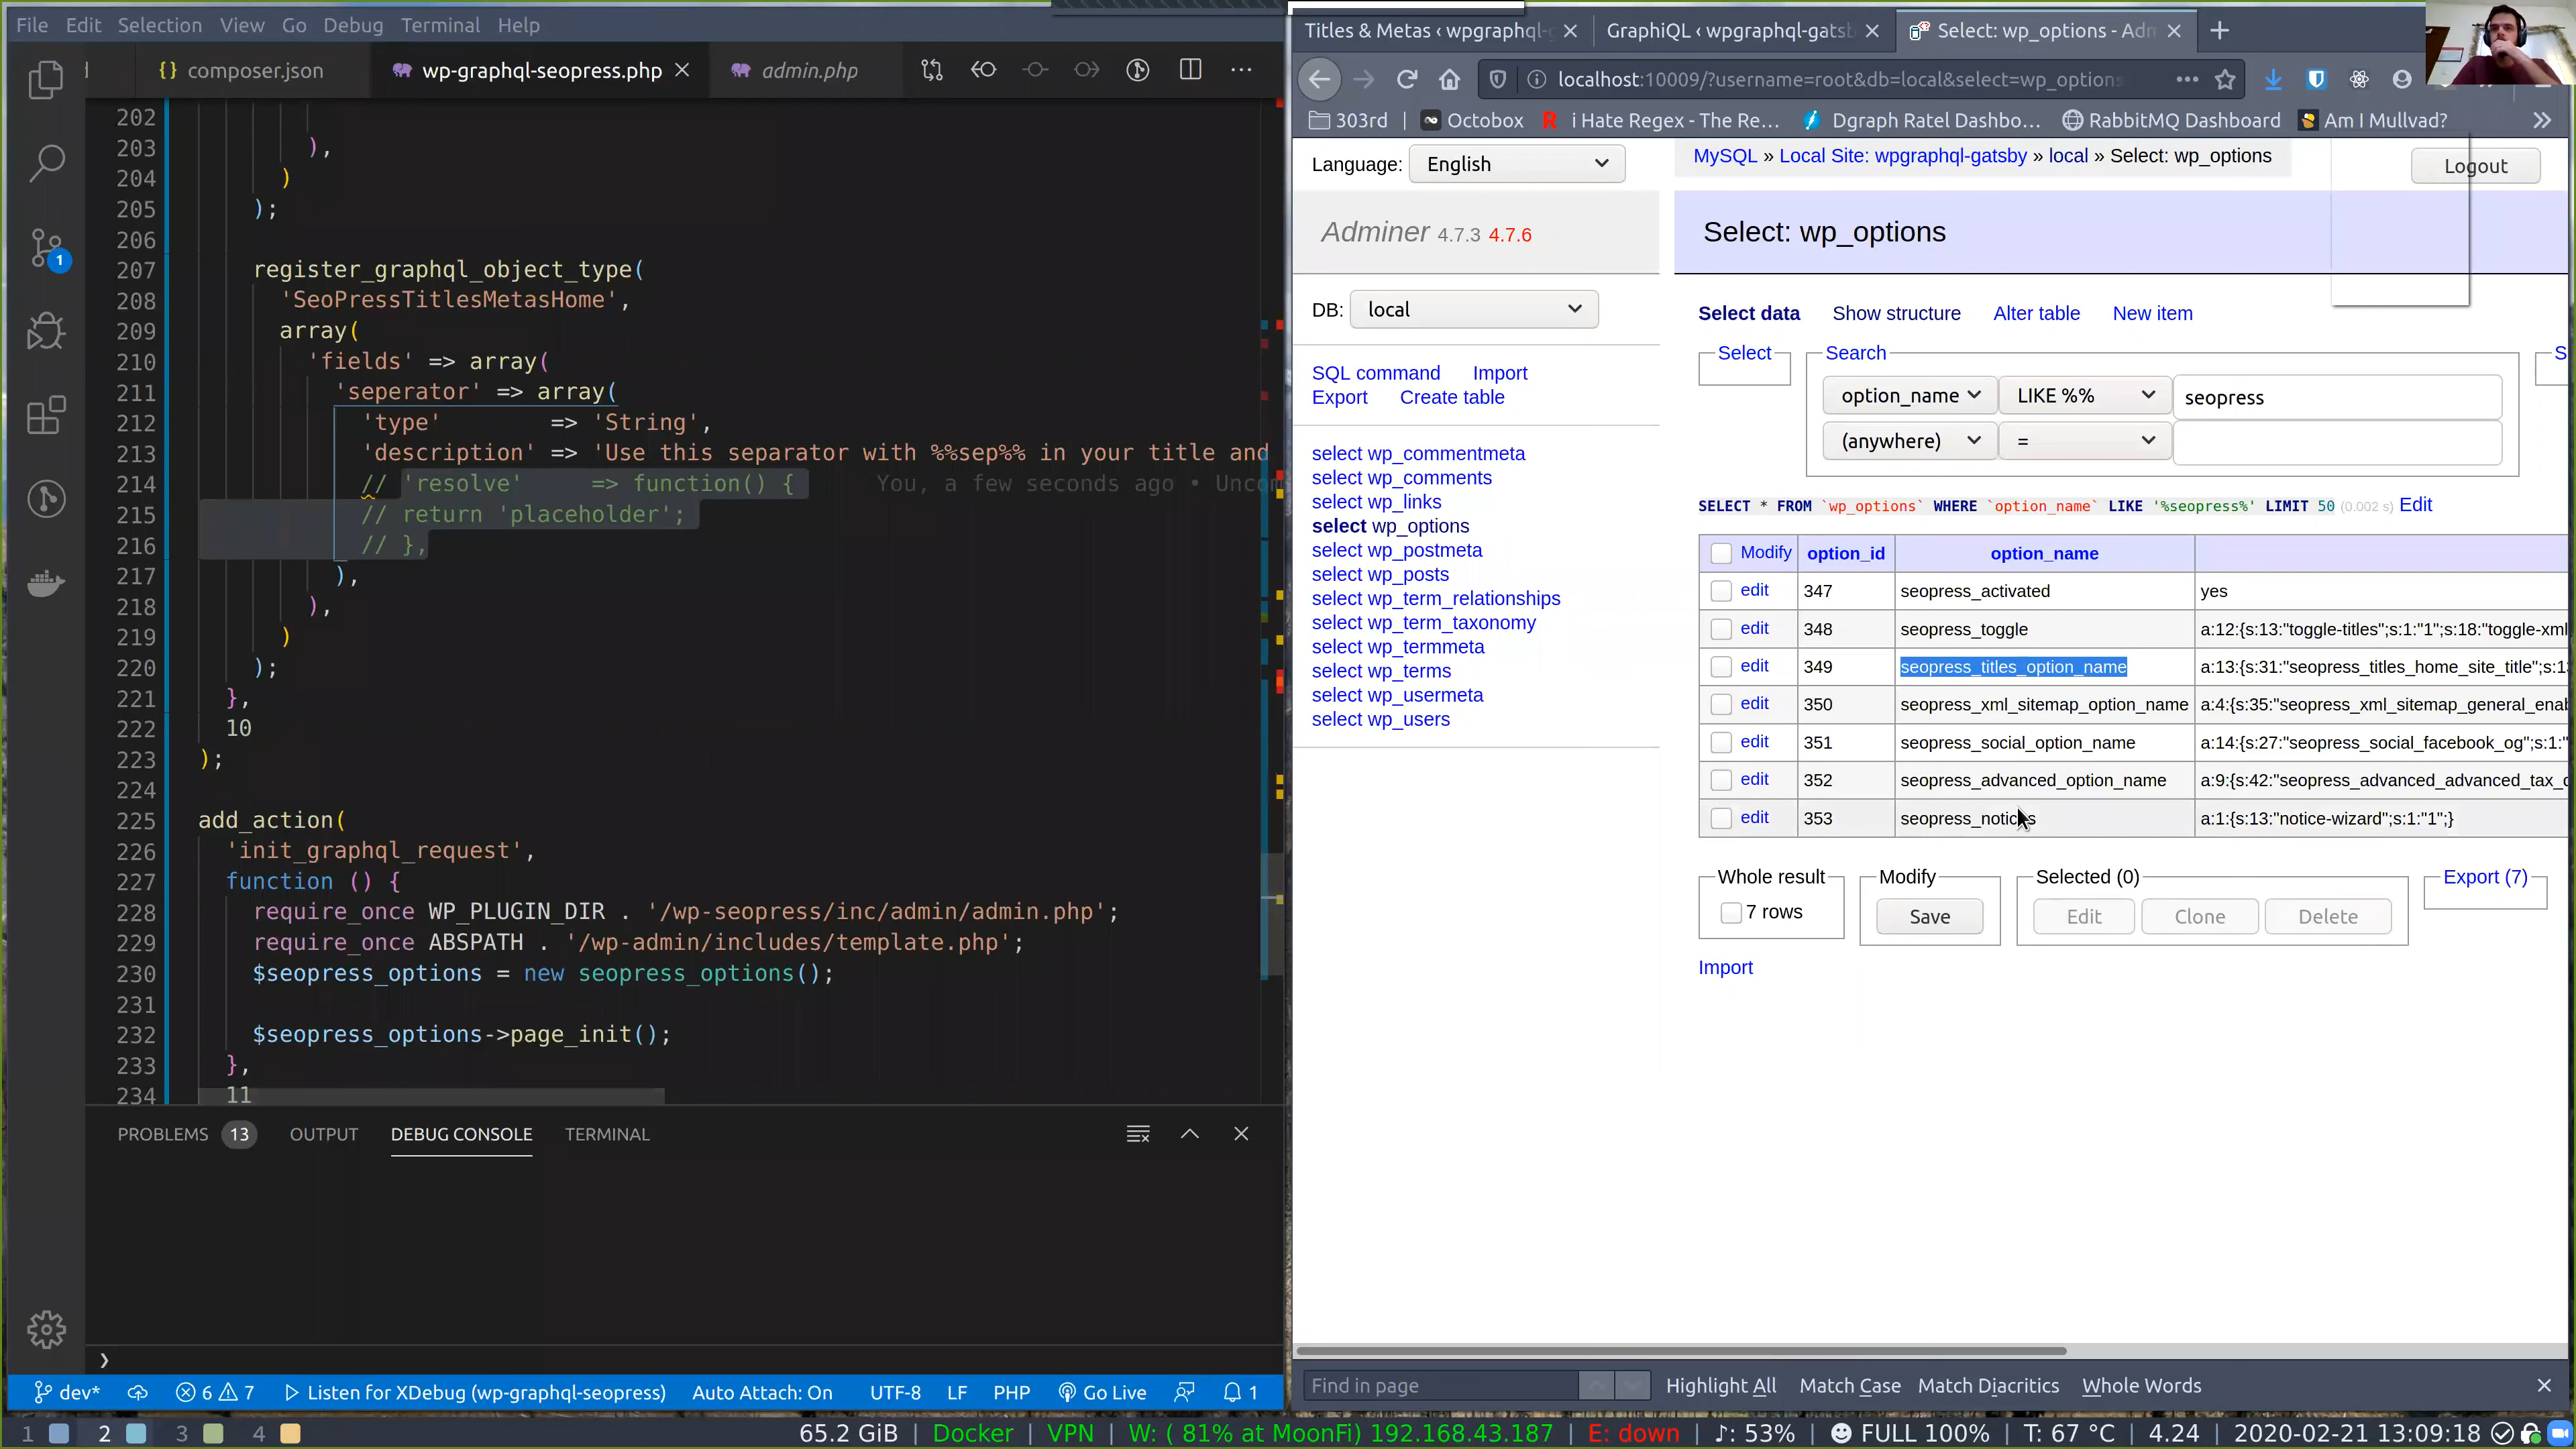 File Edit Selection View Go Debug Terminal Help
{} composer.json wp-graphql-seopress.php admin.php
202
203 ),
204 )
205 );
206
207 register_graphql_object_type(
208 'SeoPressTitlesMetasHome',
209 array(
210 'fields' => array(
211 'seperator' => array(
212 'type' => 'String',
213 'description' => 'Use this separator with %%sep%% in your title and
214 // 'resolve' => function() { You, a few seconds ago • Uncom
215 // return 'placeholder';
216 // },
217 ),
218 ),
219 )
220 );
221 },
222 10
223 );
224
225 add_action(
226 'init_graphql_request',
227 function () {
228 require_once WP_PLUGIN_DIR . '/wp-seopress/inc/admin/admin.php';
229 require_once ABSPATH . '/wp-admin/includes/template.php';
230 $seopress_options = new seopress_options();
231
232 $seopress_options->page_init();
233 },
234 11
1
PROBLEMS 13 OUTPUT DEBUG CONSOLE TERMINAL
dev* 6 7 Listen for XDebug (wp-graphql-seopress) Auto Attach: On UTF-8 LF PHP Go Live 1
Titles & Metas ‹ wpgraphql-g GraphiQL ‹ wpgraphql-gatsb Select: wp_options - Adn
localhost:10009/?username=root&db=local&select=wp_options
303rd | Octobox i Hate Regex - The Re... Dgraph Ratel Dashbo... RabbitMQ Dashboard Am I Mullvad?
Language: English
MySQL » Local Site: wpgraphql-gatsby » local » Select: wp_options
Logout
Adminer 4.7.3 4.7.6
Select: wp_options
DB: local
SQL command Import
Export Create table
select wp_commentmeta
select wp_comments
select wp_links
select wp_options
select wp_postmeta
select wp_posts
select wp_term_relationships
select wp_term_taxonomy
select wp_termmeta
select wp_terms
select wp_usermeta
select wp_users
Select data Show structure Alter table New item
Select Search S
option_name LIKE %% seopress
(anywhere) =
SELECT * FROM `wp_options` WHERE `option_name` LIKE '%seopress%' LIMIT 50 (0.002 s) Edit
Modify option_id option_name
edit 347 seopress_activated yes
edit 348 seopress_toggle a:12:{s:13:"toggle-titles";s:1:"1";s:18:"toggle-xml
edit 349 seopress_titles_option_name a:13:{s:31:"seopress_titles_home_site_title";s:1
edit 350 seopress_xml_sitemap_option_name a:4:{s:35:"seopress_xml_sitemap_general_enab
edit 351 seopress_social_option_name a:14:{s:27:"seopress_social_facebook_og";s:1:"
edit 352 seopress_advanced_option_name a:9:{s:42:"seopress_advanced_advanced_tax_c
edit 353 seopress_notices a:1:{s:13:"notice-wizard";s:1:"1";}
Whole result Modify Selected (0) Export (7)
7 rows Save Edit Clone Delete
Import
Find in page Highlight All Match Case Match Diacritics Whole Words
1 2 3 4 65.2 GiB | Docker | VPN | W: ( 81% at MoonFi) 192.168.43.187 | E: down | ♪: 53% | FULL 100% | T: 67 °C | 4.24 | 2020-02-21 13:09:18